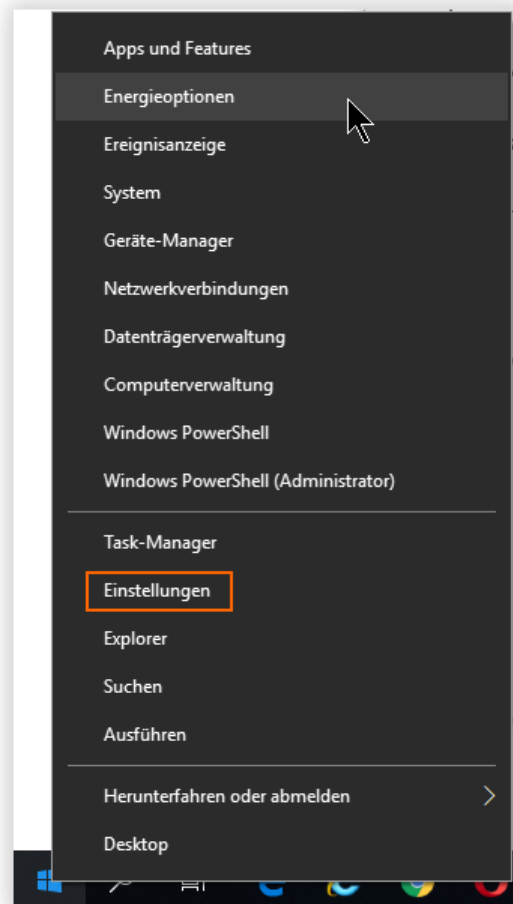 Apps und Features
Energieoptionen
Ereignisanzeige
System
Geräte-Manager
Netzwerkverbindungen
Datenträgerverwaltung
Computerverwaltung
Windows PowerShell
Windows PowerShell (Administrator)
Task-Manager
Einstellungen
Explorer
Suchen
Ausführen
Herunterfahren oder abmelden
Desktop